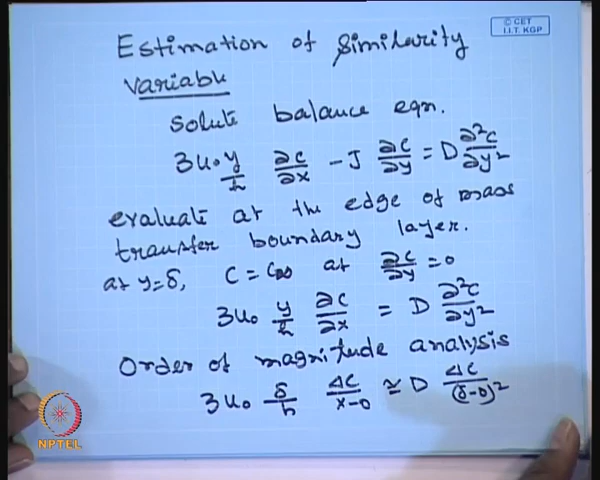 © CET
I.I.T. KGP
Estimation of Similarity
variable
Solute balance eqn.
3u₀ y/h ∂c/∂x - J ∂c/∂y = D ∂²c/∂y²
evaluate at the edge of mass
transfer boundary layer.
at y=δ, C = C∞ at ∂c/∂y = 0
3u₀ y/h ∂c/∂x = D ∂²c/∂y²
Order of magnitude analysis
3u₀ δ/h Δc/x-0 ≃ D Δc/(δ-0)²
NPTEL